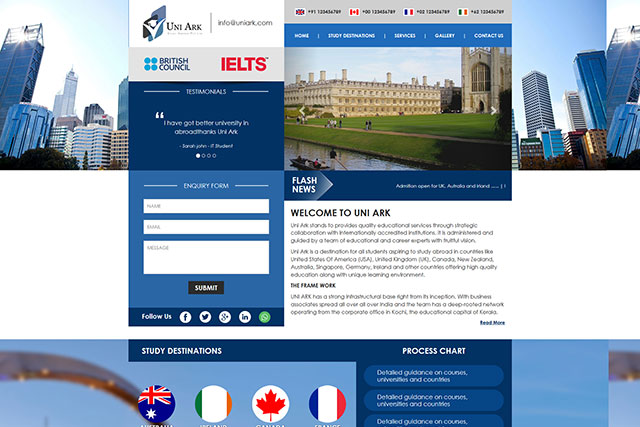 UNI ARK
info@uniark.com
+91 123456789
+00 123456789
+02 123456789
+62 123456789
HOME | STUDY DESTINATIONS | SERVICES | GALLERY | CONTACT US
BRITISH
COUNCIL
IELTS
TESTIMONIALS
“
I have got better university in
abroadthanks Uni Ark
- Sarah john - IT Student
ENQUIRY FORM
NAME
EMAIL
MESSAGE
SUBMIT
Follow Us
FLASH
NEWS
Admition open for UK, Autralia and Irland ......
WELCOME TO UNI ARK
Uni Ark stands to provides quality educational services through strategic
collaboration with internationally accredited institutions. It is administered and
guided by a team of educational and career experts with fruitful vision.
Uni Ark is a destination for all students aspiring to study abroad in countries like
United States Of America (USA), United Kingdom (UK), Canada, New Zealand,
Australia, Singapore, Germany, Ireland and other countries offering high quality
education along with unique learning environment.
THE FRAME WORK
UNI ARK has a strong infrastructural base right from its inception. With business
associates spread all over all over India and the team has a deep-rooted network
operating from the corporate office in Kochi, the educational capital of Kerala.
Read More
STUDY DESTINATIONS
AUSTRALIA
IRELAND
CANADA
FRANCE
PROCESS CHART
Detailed guidance on courses,
universities and countries
Detailed guidance on courses,
universities and countries
Detailed guidance on courses,